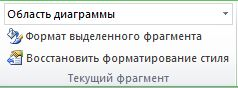 Область диаграммы
Формат выделенного фрагмента
Восстановить форматирование стиля
Текущий фрагмент